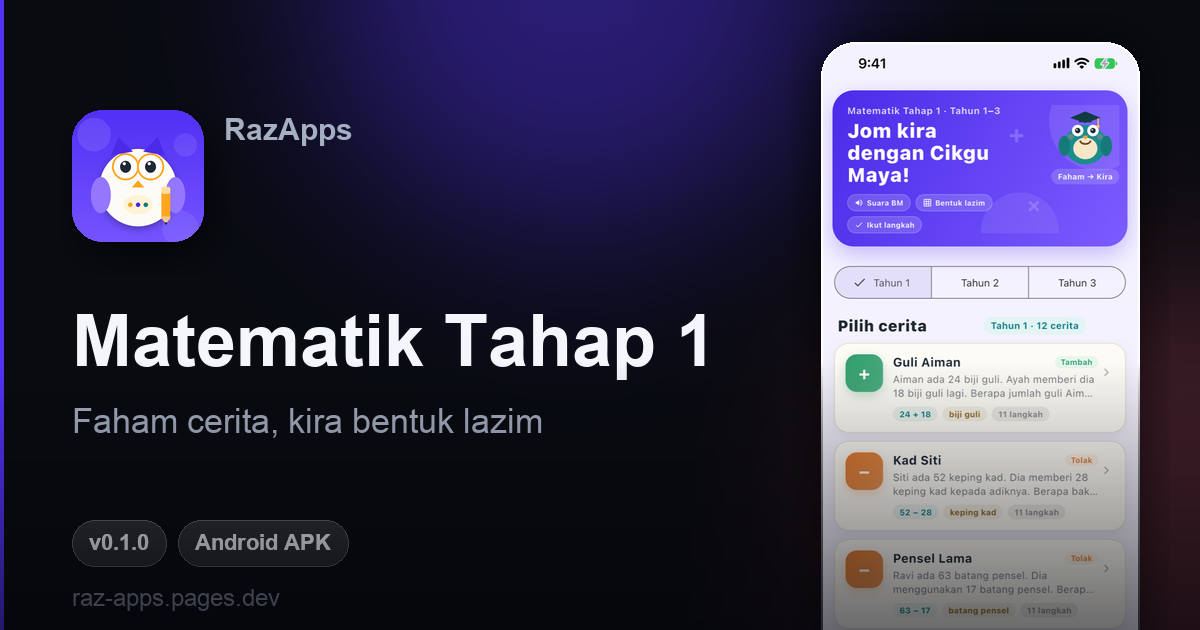 RazApps
Matematik Tahap 1
Faham cerita, kira bentuk lazim
v0.1.0
Android APK
raz-apps.pages.dev
9:41
Matematik Tahap 1 · Tahun 1–3
Jom kira
dengan Cikgu
Maya!
Faham → Kira
Suara BM
Bentuk lazim
Ikut langkah
Tahun 1
Tahun 2
Tahun 3
Pilih cerita
Tahun 1 · 12 cerita
Guli Aiman
Tambah
Aiman ada 24 biji guli. Ayah memberi dia
18 biji guli lagi. Berapa jumlah guli Aim...
24 + 18
biji guli
11 langkah
Kad Siti
Tolak
Siti ada 52 keping kad. Dia memberi 28
keping kad kepada adiknya. Berapa bak...
52 − 28
keping kad
11 langkah
Pensel Lama
Tolak
Ravi ada 63 batang pensel. Dia
menggunakan 17 batang pensel. Berap...
63 − 17
batang pensel
11 langkah